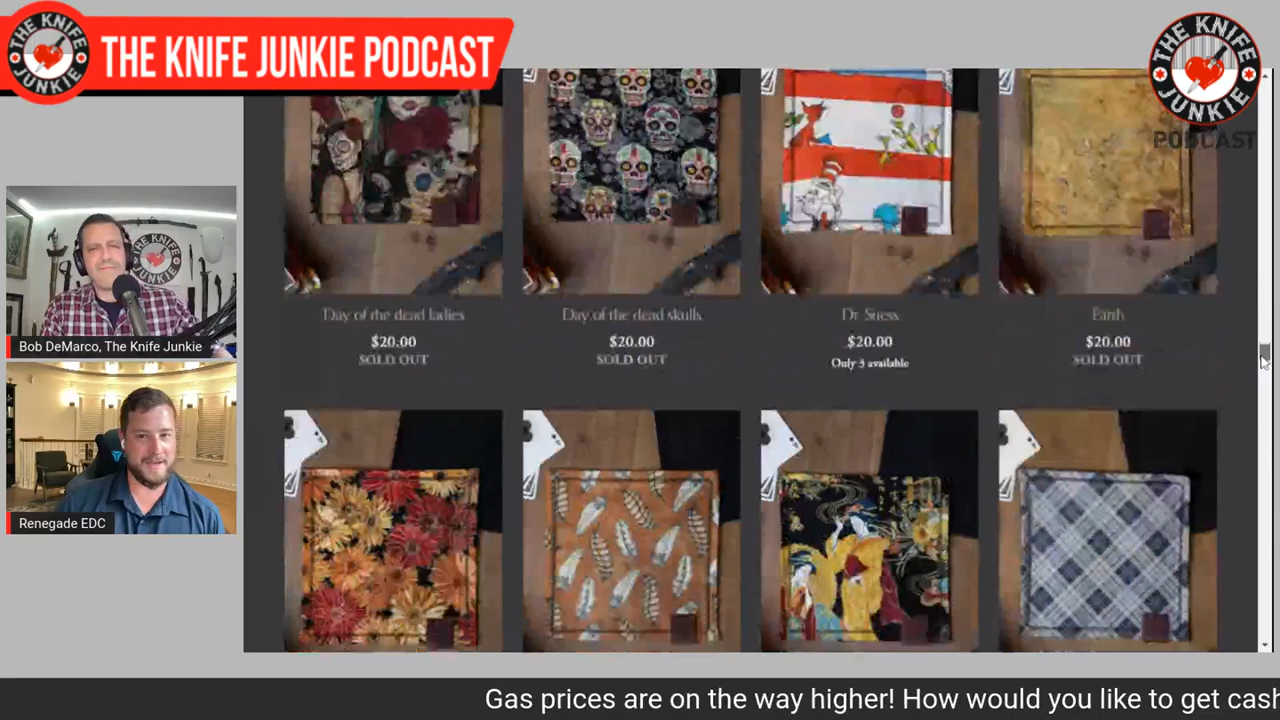 THE KNIFE JUNKIE
THE KNIFE JUNKIE PODCAST
THE KNIFE JUNKIE
PODCAST
THE KNIFE JUNKIE
Bob DeMarco, The Knife Junkie
Renegade EDC
Day of the dead ladies
$20.00
SOLD OUT
Day of the dead skulls
$20.00
SOLD OUT
Dr Suess
$20.00
Only 3 available
Earth
$20.00
SOLD OUT
Gas prices are on the way higher! How would you like to get cash